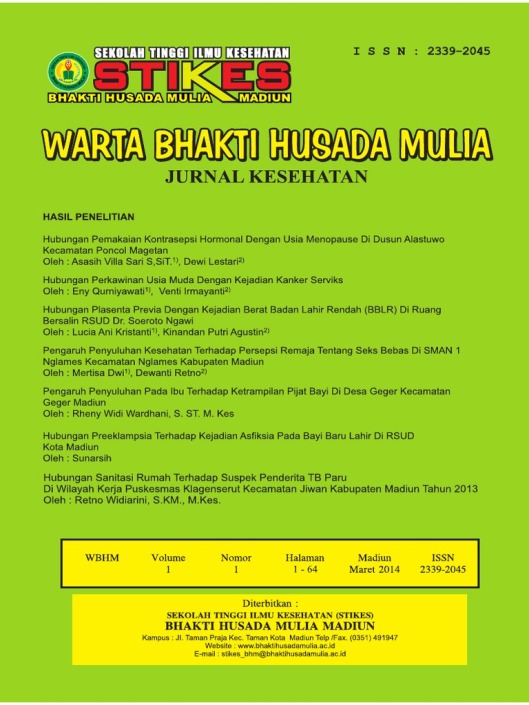 SEKOLAH TINGGI ILMU KESEHATAN
STIKES
BHAKTI HUSADA MULIA MADIUN
I S S N : 2339-2045
WARTA BHAKTI HUSADA MULIA
JURNAL KESEHATAN
HASIL PENELITIAN
Hubungan Pemakaian Kontrasepsi Hormonal Dengan Usia Menopause Di Dusun Alastuwo
Kecamatan Poncol Magetan
Oleh : Asasih Villa Sari S,SiT.1), Dewi Lestari2)
Hubungan Perkawinan Usia Muda Dengan Kejadian Kanker Serviks
Oleh : Eny Qurniyawati1), Venti Irmayanti2)
Hubungan Plasenta Previa Dengan Kejadian Berat Badan Lahir Rendah (BBLR) Di Ruang
Bersalin RSUD Dr. Soeroto Ngawi
Oleh : Lucia Ani Kristanti1), Kinandan Putri Agustin2)
Pengaruh Penyuluhan Kesehatan Terhadap Persepsi Remaja Tentang Seks Bebas Di SMAN 1
Nglames Kecamatan Nglames Kabupaten Madiun
Oleh : Mertisa Dwi1), Dewanti Retno2)
Pengaruh Penyuluhan Pada Ibu Terhadap Ketrampilan Pijat Bayi Di Desa Geger Kecamatan
Geger Madiun
Oleh : Rheny Widi Wardhani, S. ST. M. Kes
Hubungan Preeklampsia Terhadap Kejadian Asfiksia Pada Bayi Baru Lahir Di RSUD
Kota Madiun
Oleh : Sunarsih
Hubungan Sanitasi Rumah Terhadap Suspek Penderita TB Paru
Di Wilayah Kerja Puskesmas Klagenserut Kecamatan Jiwan Kabupaten Madiun Tahun 2013
Oleh : Retno Widiarini, S.KM., M.Kes.
WBHM Volume Nomor Halaman Madiun ISSN
1 1 1 - 64 Maret 2014 2339-2045
Diterbitkan :
SEKOLAH TINGGI ILMU KESEHATAN (STIKES)
BHAKTI HUSADA MULIA MADIUN
Kampus : Jl. Taman Praja Kec. Taman Kota Madiun Telp /Fax. (0351) 491947
Website : www.bhaktihusadamulia.ac.id
E-mail : stikes_bhm@bhaktihusadamulia.ac.id